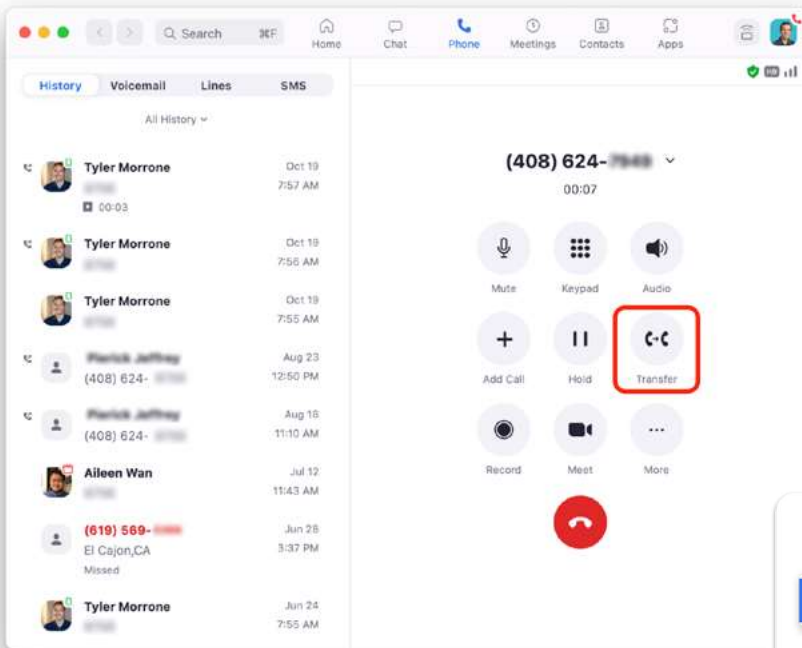 Search ⌘F
Home
Chat
Phone
Meetings
Contacts
Apps
HD
History Voicemail Lines SMS
All History
Tyler Morrone Oct 19
7:57 AM
00:03
Tyler Morrone Oct 19
7:56 AM
Tyler Morrone Oct 19
7:55 AM
Aug 23
(408) 624- 12:50 PM
Aug 18
(408) 624- 11:10 AM
Aileen Wan Jul 12
11:43 AM
(619) 569- Jun 28
El Cajon,CA 3:37 PM
Missed
Tyler Morrone Jun 24
7:55 AM
(408) 624-
00:07
Mute Keypad Audio
Add Call Hold Transfer
Record Meet More